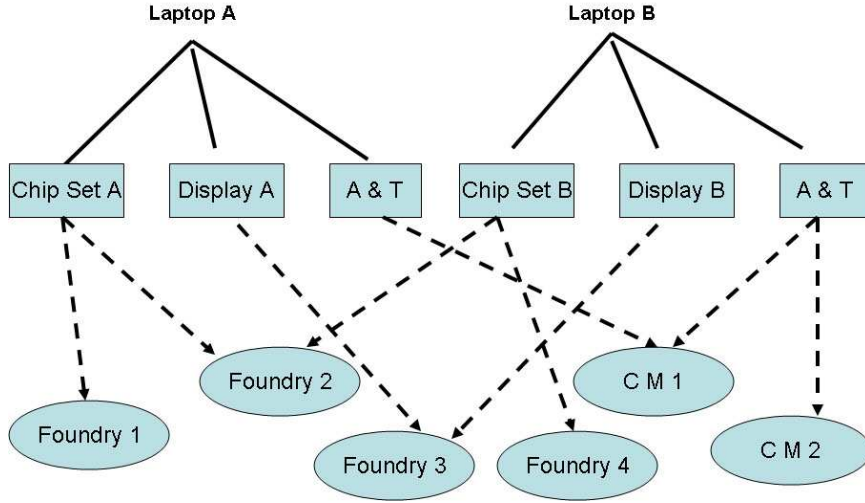 Laptop A
Laptop B
Chip Set A
Display A
A & T
Chip Set B
Display B
A & T
Foundry 2
C M 1
Foundry 1
Foundry 3
Foundry 4
C M 2